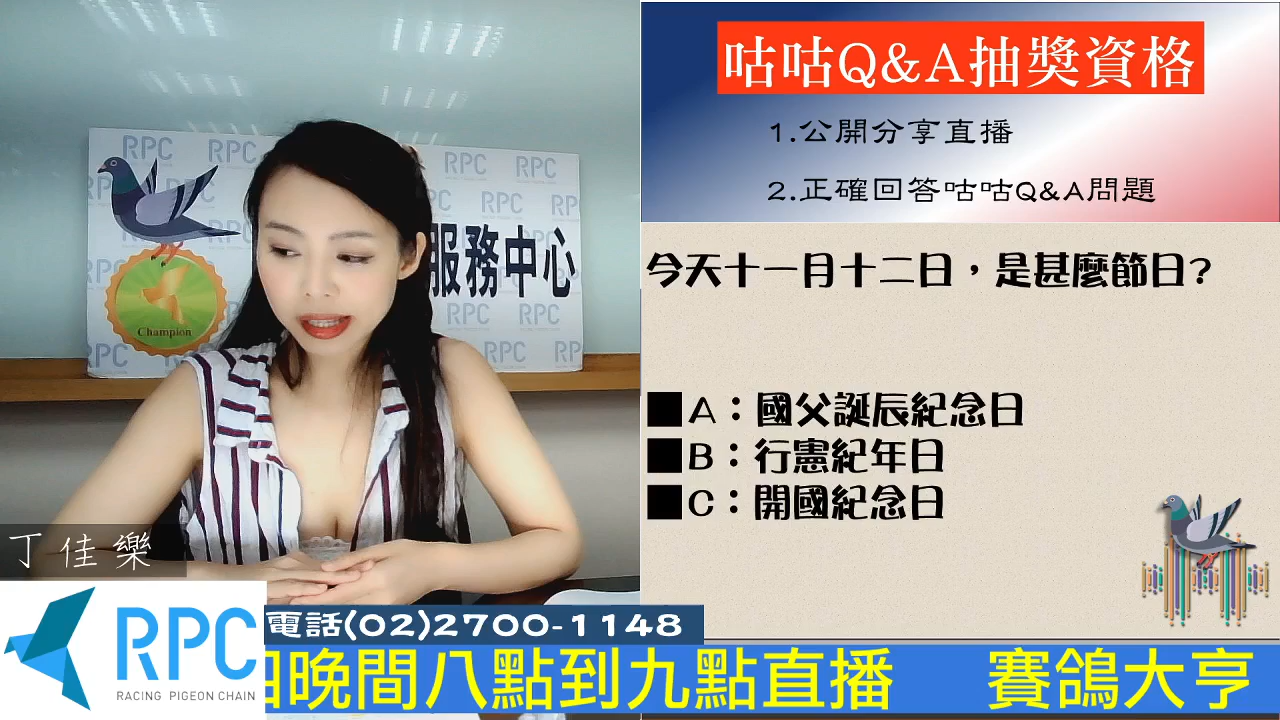 咕咕Q&A抽獎資格
1.公開分享直播
2.正確回答咕咕Q&A問題
今天十一月十二日，是甚麼節日?
■A：國父誕辰紀念日
■B：行憲紀年日
■C：開國紀念日
RPC
服務中心
Champion
丁佳樂
RPC
RACING PIGEON CHAIN
電話(02)2700-1148
晚間八點到九點直播 賽鴿大亨